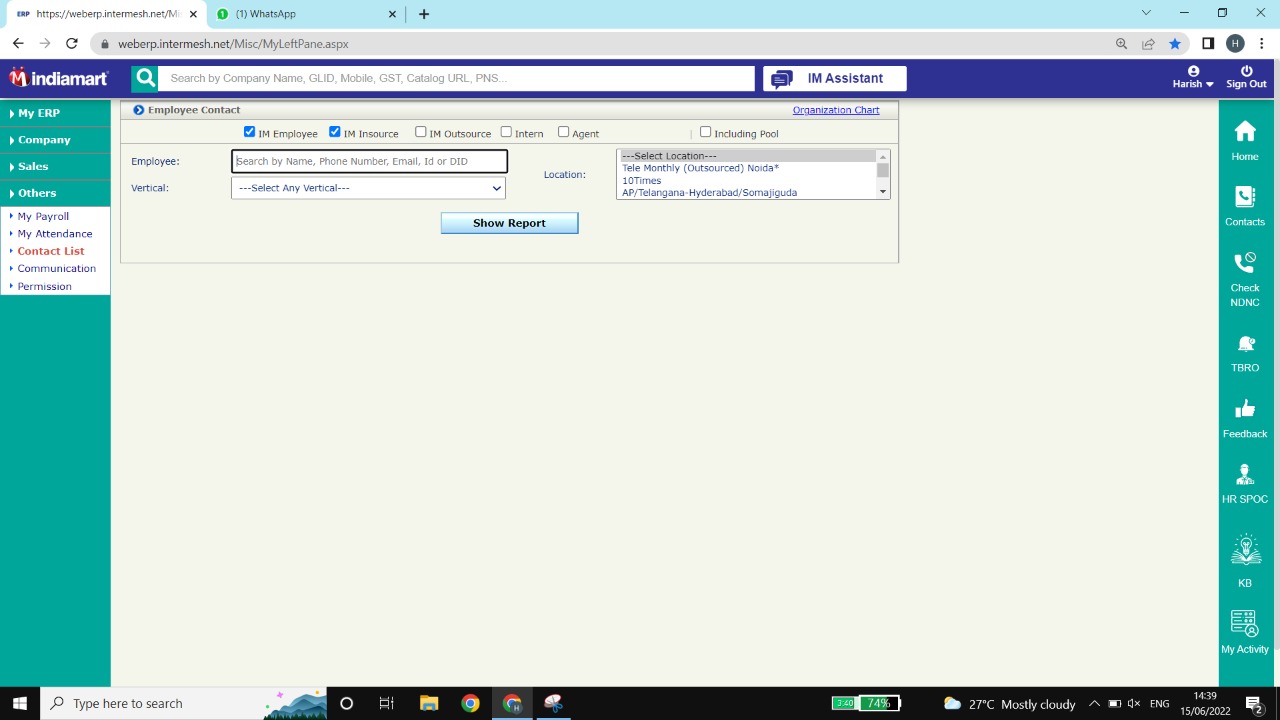 ERP https://weberp.intermesh.net/Mis
(1) WhatsApp
weberp.intermesh.net/Misc/MyLeftPane.aspx
indiamart
Search by Company Name, GLID, Mobile, GST, Catalog URL, PNS...
IM Assistant
Harish
Sign Out
My ERP
Company
Sales
Others
My Payroll
My Attendance
Contact List
Communication
Permission
Employee Contact
Organization Chart
IM Employee
IM Insource
IM Outsource
Intern
Agent
|
Including Pool
Employee:
Search by Name, Phone Number, Email, Id or DID
Vertical:
---Select Any Vertical---
Location:
---Select Location---
Tele Monthly (Outsourced) Noida*
10Times
AP/Telangana-Hyderabad/Somajiguda
Show Report
Home
Contacts
Check
NDNC
TBRO
Feedback
HR SPOC
KB
My Activity
Type here to search
3:40
74%
27°C Mostly cloudy
ENG
14:39
15/06/2022
2